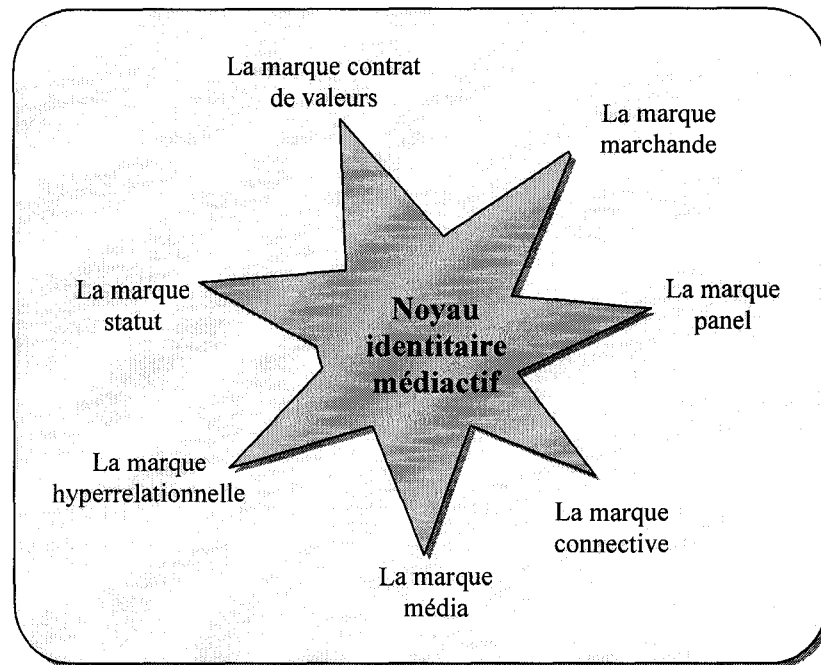 La marque contrat
de valeurs
La marque
marchande
La marque
statut
Noyau
identitaire
médiactif
La marque
panel
La marque
hyperrelationnelle
La marque
connective
La marque
média